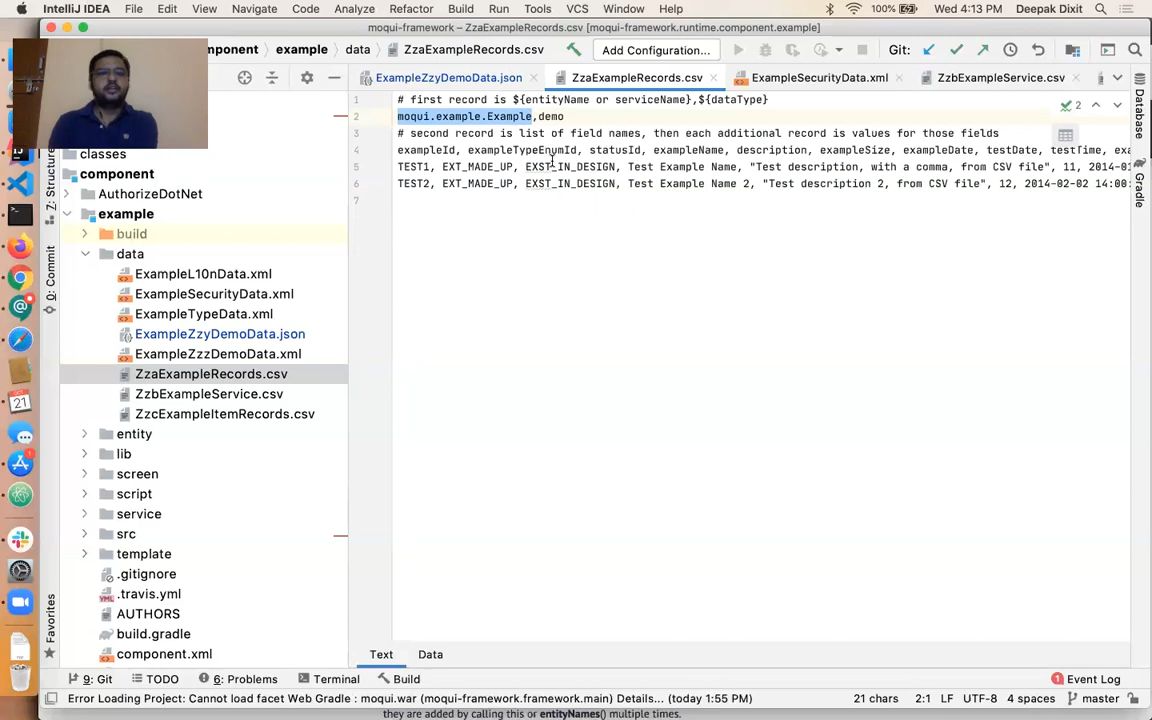 IntelliJ IDEA File Edit View Navigate Code Analyze Refactor Build Run Tools VCS Window Help 100% Wed 4:13 PM Deepak Dixit
moqui-framework – ZzaExampleRecords.csv [moqui-framework.runtime.component.example]
component example data ZzaExampleRecords.csv Add Configuration... Git:
ExampleZzyDemoData.json ZzaExampleRecords.csv ExampleSecurityData.xml ZzbExampleService.csv
1 # first record is ${entityName or serviceName},${dataType}
2 moqui.example.Example,demo
3 # second record is list of field names, then each additional record is values for those fields
4 exampleId, exampleTypeEnumId, statusId, exampleName, description, exampleSize, exampleDate, testDate, testTime, exa
5 TEST1, EXT_MADE_UP, EXST_IN_DESIGN, Test Example Name, "Test description, with a comma, from CSV file", 11, 2014-01
6 TEST2, EXT_MADE_UP, EXST_IN_DESIGN, Test Example Name 2, "Test description 2, from CSV file", 12, 2014-02-02 14:00:
7
2
classes
component
AuthorizeDotNet
example
build
data
ExampleL10nData.xml
ExampleSecurityData.xml
ExampleTypeData.xml
ExampleZzyDemoData.json
ExampleZzzDemoData.xml
ZzaExampleRecords.csv
ZzbExampleService.csv
ZzcExampleItemRecords.csv
entity
lib
screen
script
service
src
template
.gitignore
.travis.yml
AUTHORS
build.gradle
component.xml
7: Structure
0: Commit
Favorites
Database
Gradle
21
Text Data
9: Git TODO 6: Problems Terminal Build 1 Event Log
Error Loading Project: Cannot load facet Web Gradle : moqui.war (moqui-framework.framework.main) Details... (today 1:55 PM) 21 chars 2:1 LF UTF-8 4 spaces master
they are added by calling this or entityNames() multiple times.